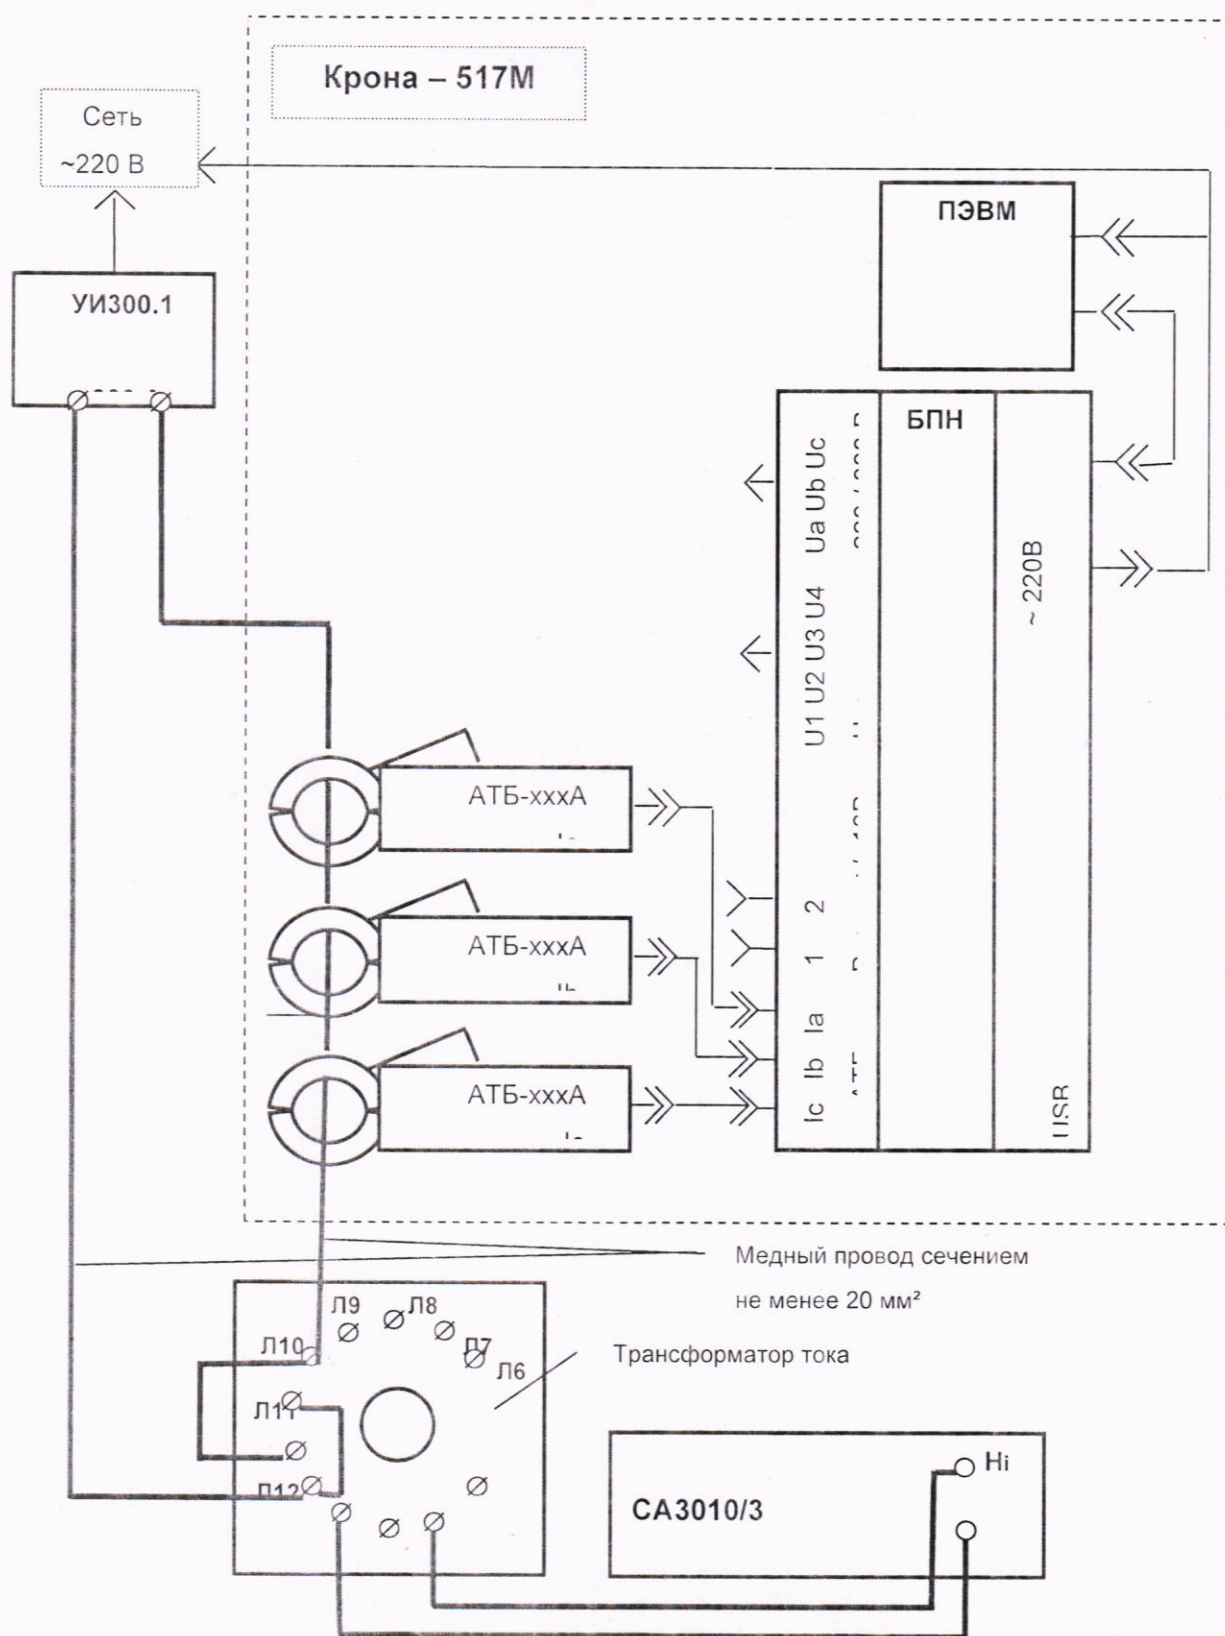 Крона – 517М
Сеть
~220 В
ПЭВМ
УИ300.1
БПН
Ua Ub Uc
~ 220В
U1 U2 U3 U4
АТБ-xxxA
2
АТБ-xxxA
1
Ia
Ib
АТБ-xxxA
Ic
USB
Медный провод сечением
не менее 20 мм²
Л9
Л8
Л10
Л7
Трансформатор тока
Л6
Л11
Hi
Л12
СА3010/3